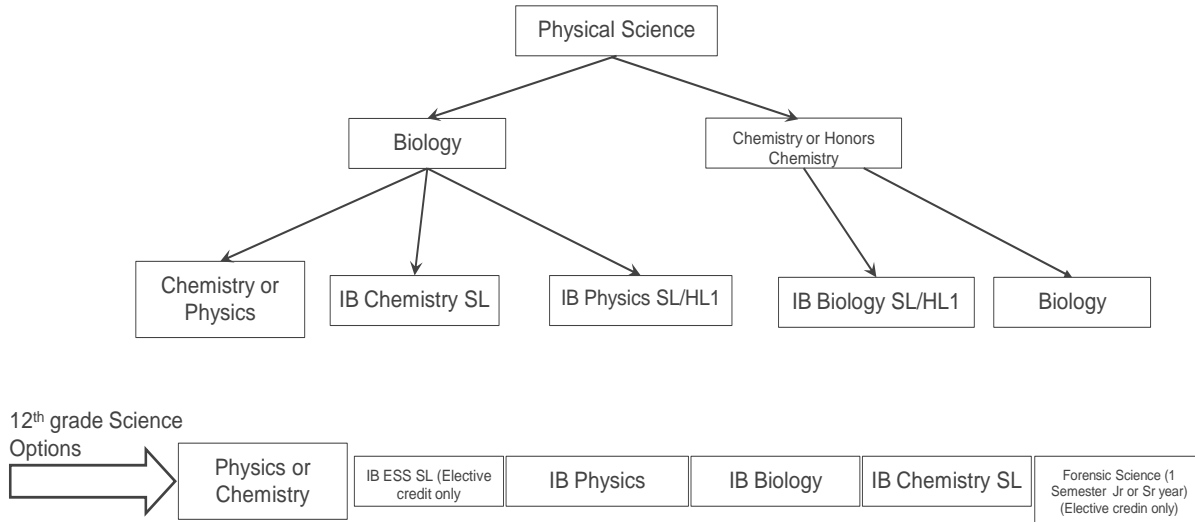 Physical Science
Biology
Chemistry or Honors
Chemistry
Chemistry or
Physics
IB Chemistry SL
IB Physics SL/HL1
IB Biology SL/HL1
Biology
12th grade Science
Options
Physics or
Chemistry
IB ESS SL (Elective
credit only
IB Physics
IB Biology
IB Chemistry SL
Forensic Science (1
Semester Jr or Sr year)
(Elective credin only)